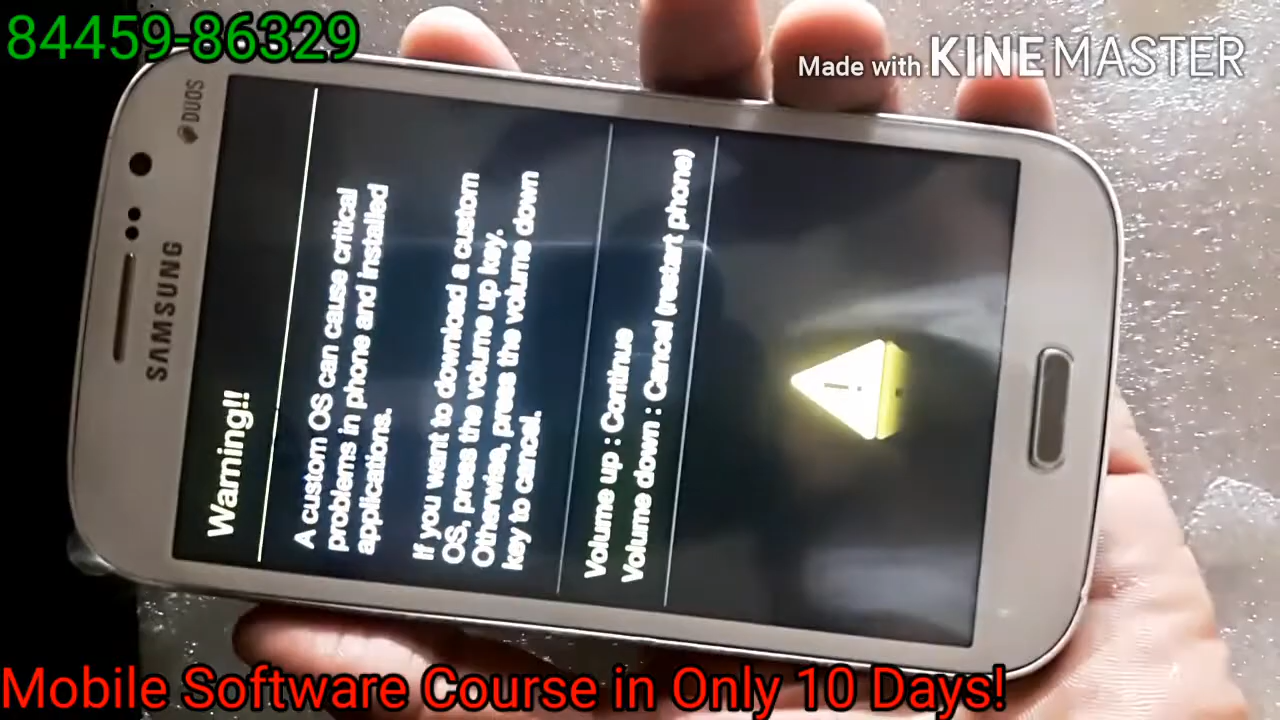 84459-86329
Made with KINEMASTER
DUOS
SAMSUNG
Warning!!
A custom OS can cause critical
problems in phone and installed
applications.
If you want to download a custom
OS, press the volume up key.
Otherwise, press the volume down
key to cancel.
Volume up : Continue
Volume down : Cancel (restart phone)
Mobile Software Course in Only 10 Days!